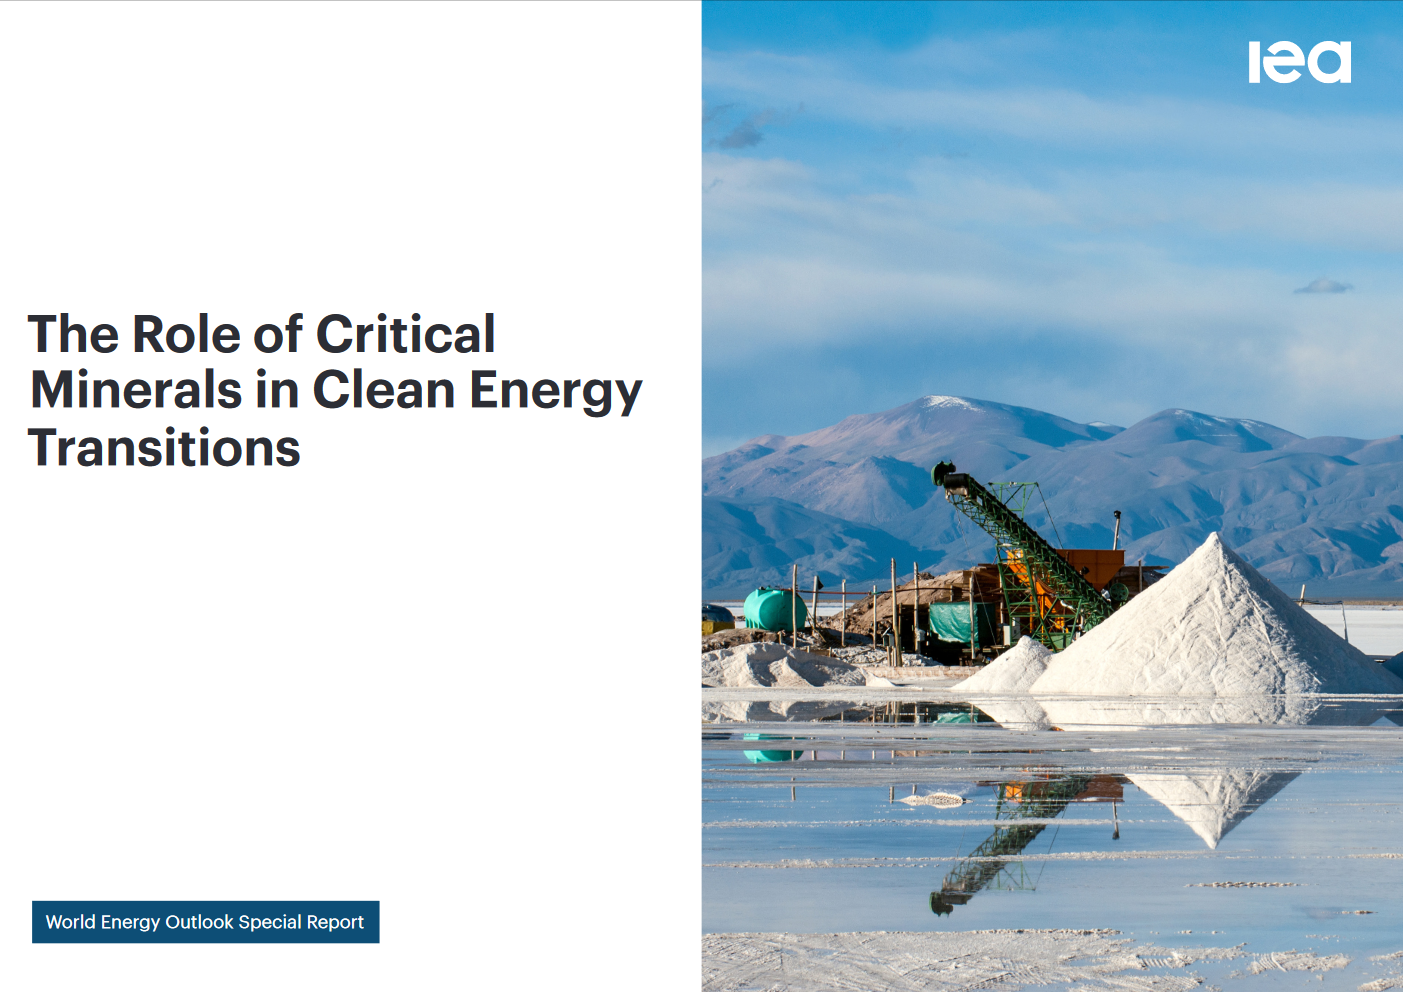 iea
The Role of Critical
Minerals in Clean Energy
Transitions
World Energy Outlook Special Report